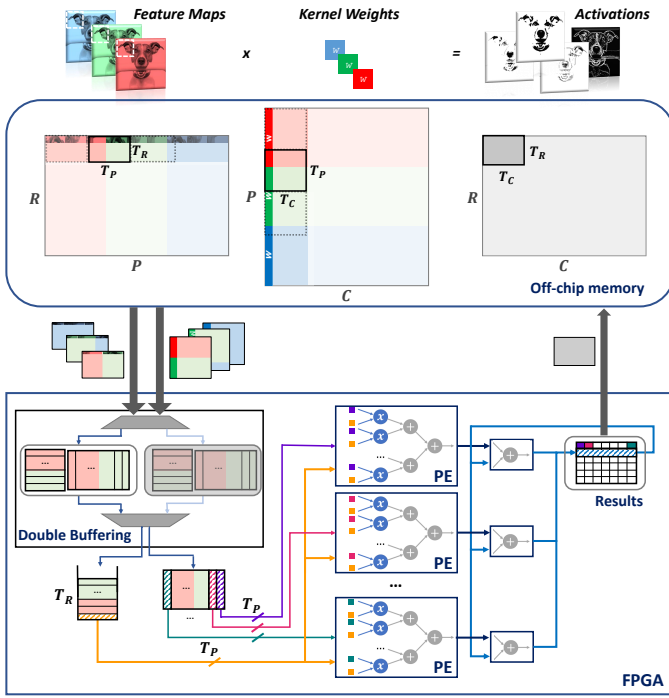 Feature Maps x Kernel Weights = Activations
W
W
W
R
P
T_R
T_P
W
W
W
P
C
T_P
T_C
R
C
T_R
T_C
Off-chip memory
...
...
...
...
Double Buffering
T_R
...
...
...
T_P
T_P
x
x
...
x
+
+
+
PE
x
x
...
x
+
+
+
PE
...
x
x
...
x
+
+
+
PE
+
+
+
Results
FPGA